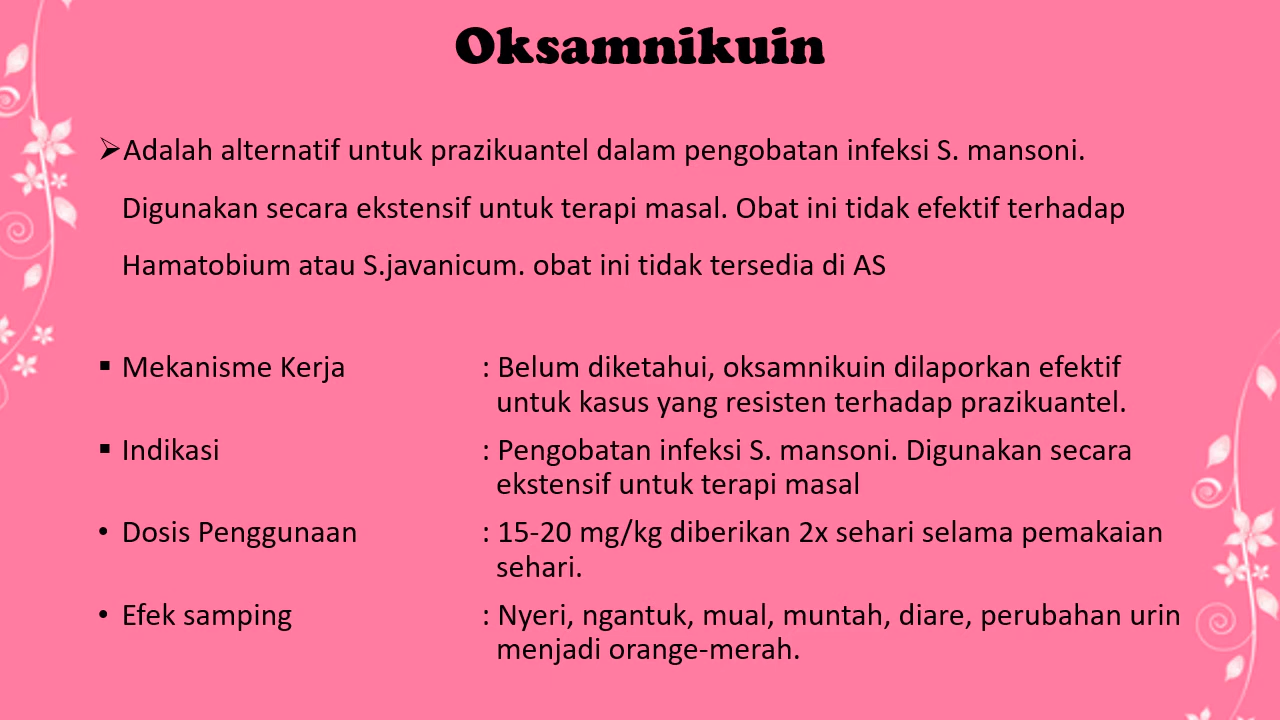 Oksamnikuin
➢Adalah alternatif untuk prazikuantel dalam pengobatan infeksi S. mansoni.
Digunakan secara ekstensif untuk terapi masal. Obat ini tidak efektif terhadap
Hamatobium atau S.javanicum. obat ini tidak tersedia di AS
▪ Mekanisme Kerja : Belum diketahui, oksamnikuin dilaporkan efektif
untuk kasus yang resisten terhadap prazikuantel.
▪ Indikasi : Pengobatan infeksi S. mansoni. Digunakan secara
ekstensif untuk terapi masal
• Dosis Penggunaan : 15-20 mg/kg diberikan 2x sehari selama pemakaian
sehari.
• Efek samping : Nyeri, ngantuk, mual, muntah, diare, perubahan urin
menjadi orange-merah.